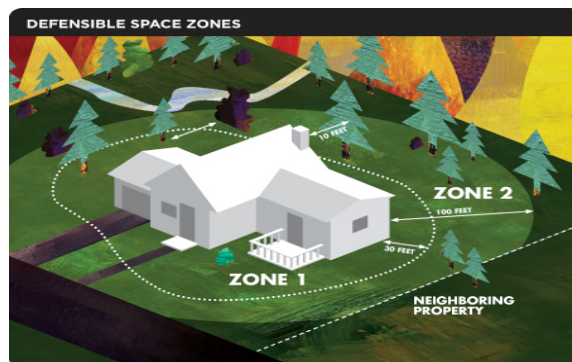 DEFENSIBLE SPACE ZONES
10 FEET
ZONE 2
100 FEET
30 FEET
ZONE 1
NEIGHBORING
PROPERTY